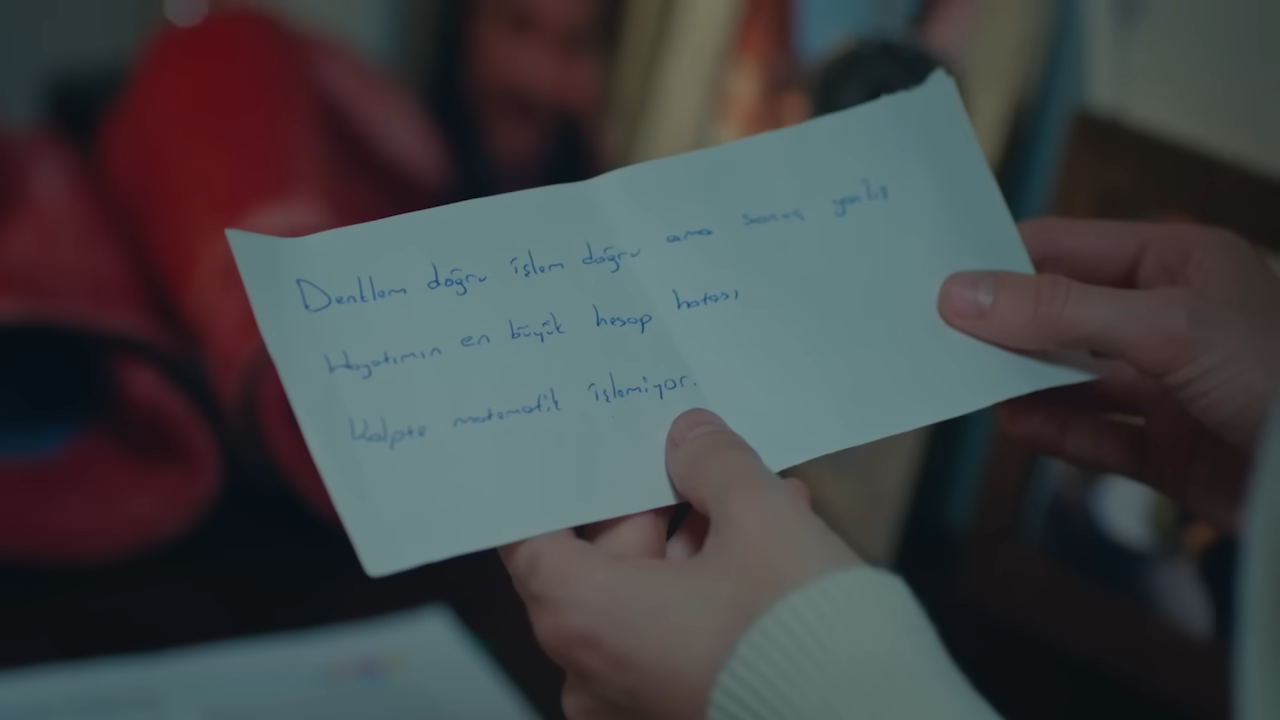 Denklem doğru işlem doğru ama sonuç yanlış
Hayatımın en büyük hesap hatası
Kalpte matematik işlemiyor.